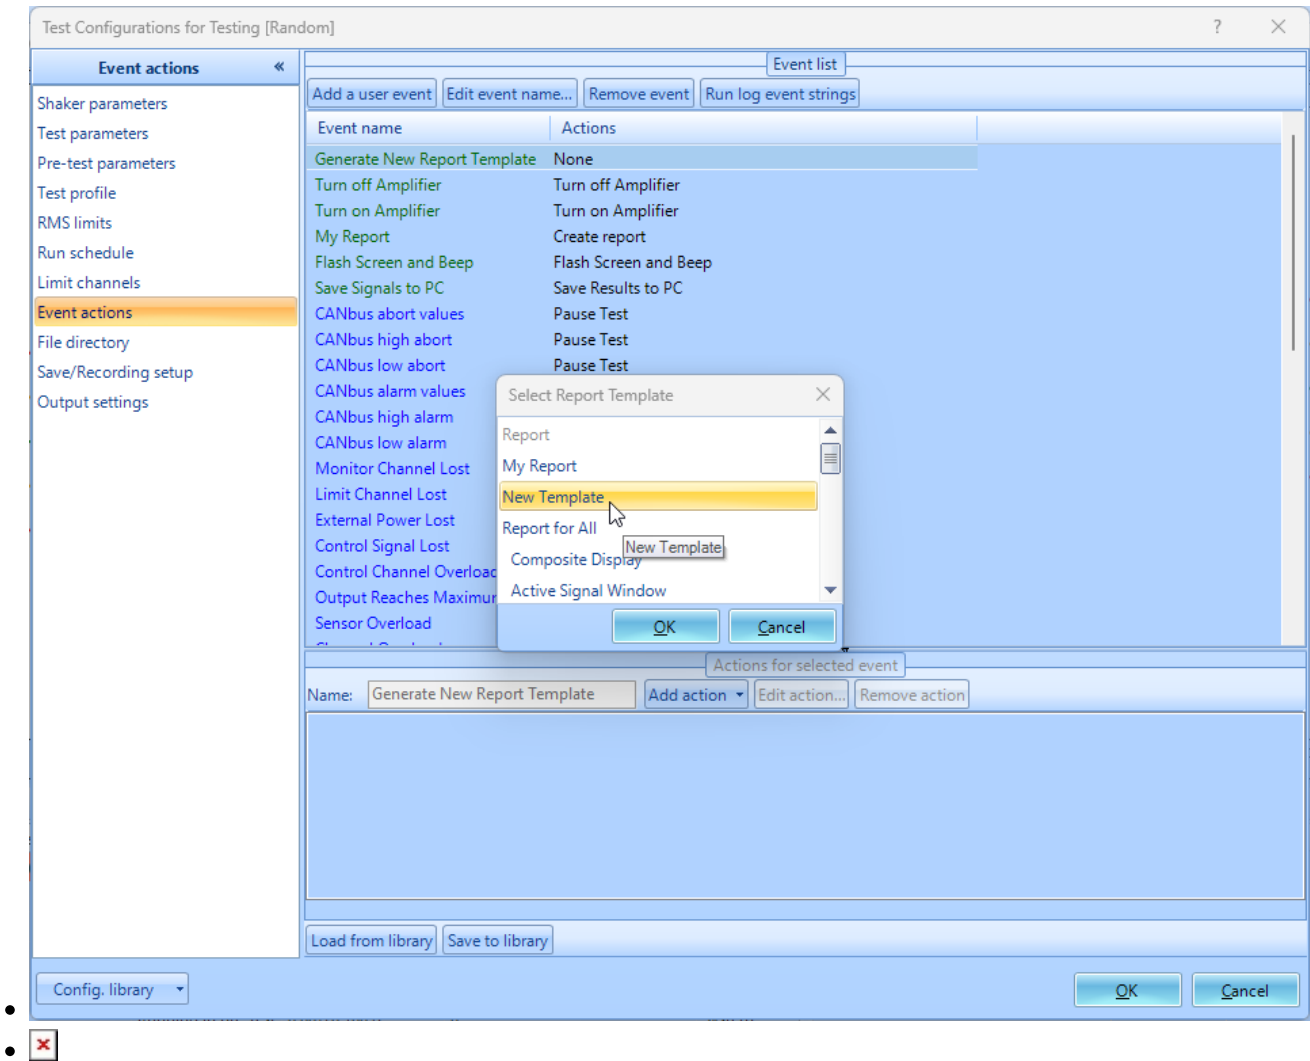 Test Configurations for Testing [Random]
?
Event actions «
Shaker parameters
Test parameters
Pre-test parameters
Test profile
RMS limits
Run schedule
Limit channels
Event actions
File directory
Save/Recording setup
Output settings
Event list
Add a user event Edit event name... Remove event Run log event strings
Event name Actions
Generate New Report Template None
Turn off Amplifier Turn off Amplifier
Turn on Amplifier Turn on Amplifier
My Report Create report
Flash Screen and Beep Flash Screen and Beep
Save Signals to PC Save Results to PC
CANbus abort values Pause Test
CANbus high abort Pause Test
CANbus low abort Pause Test
CANbus alarm values
CANbus high alarm
CANbus low alarm
Monitor Channel Lost
Limit Channel Lost
External Power Lost
Control Signal Lost
Control Channel Overload
Output Reaches Maximum
Sensor Overload
Select Report Template
Report
My Report
New Template
Report for All
New Template
Composite Display
Active Signal Window
OK Cancel
Actions for selected event
Name: Generate New Report Template Add action Edit action... Remove action
Load from library Save to library
Config. library OK Cancel